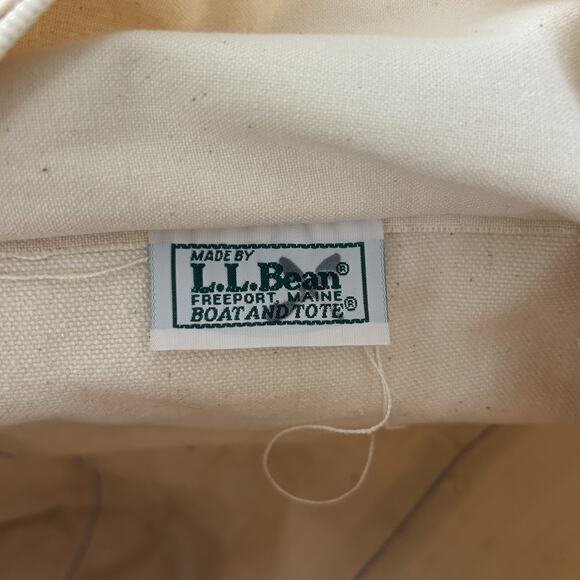 MADE BY
L.L.Bean®
FREEPORT, MAINE
BOAT AND TOTE®